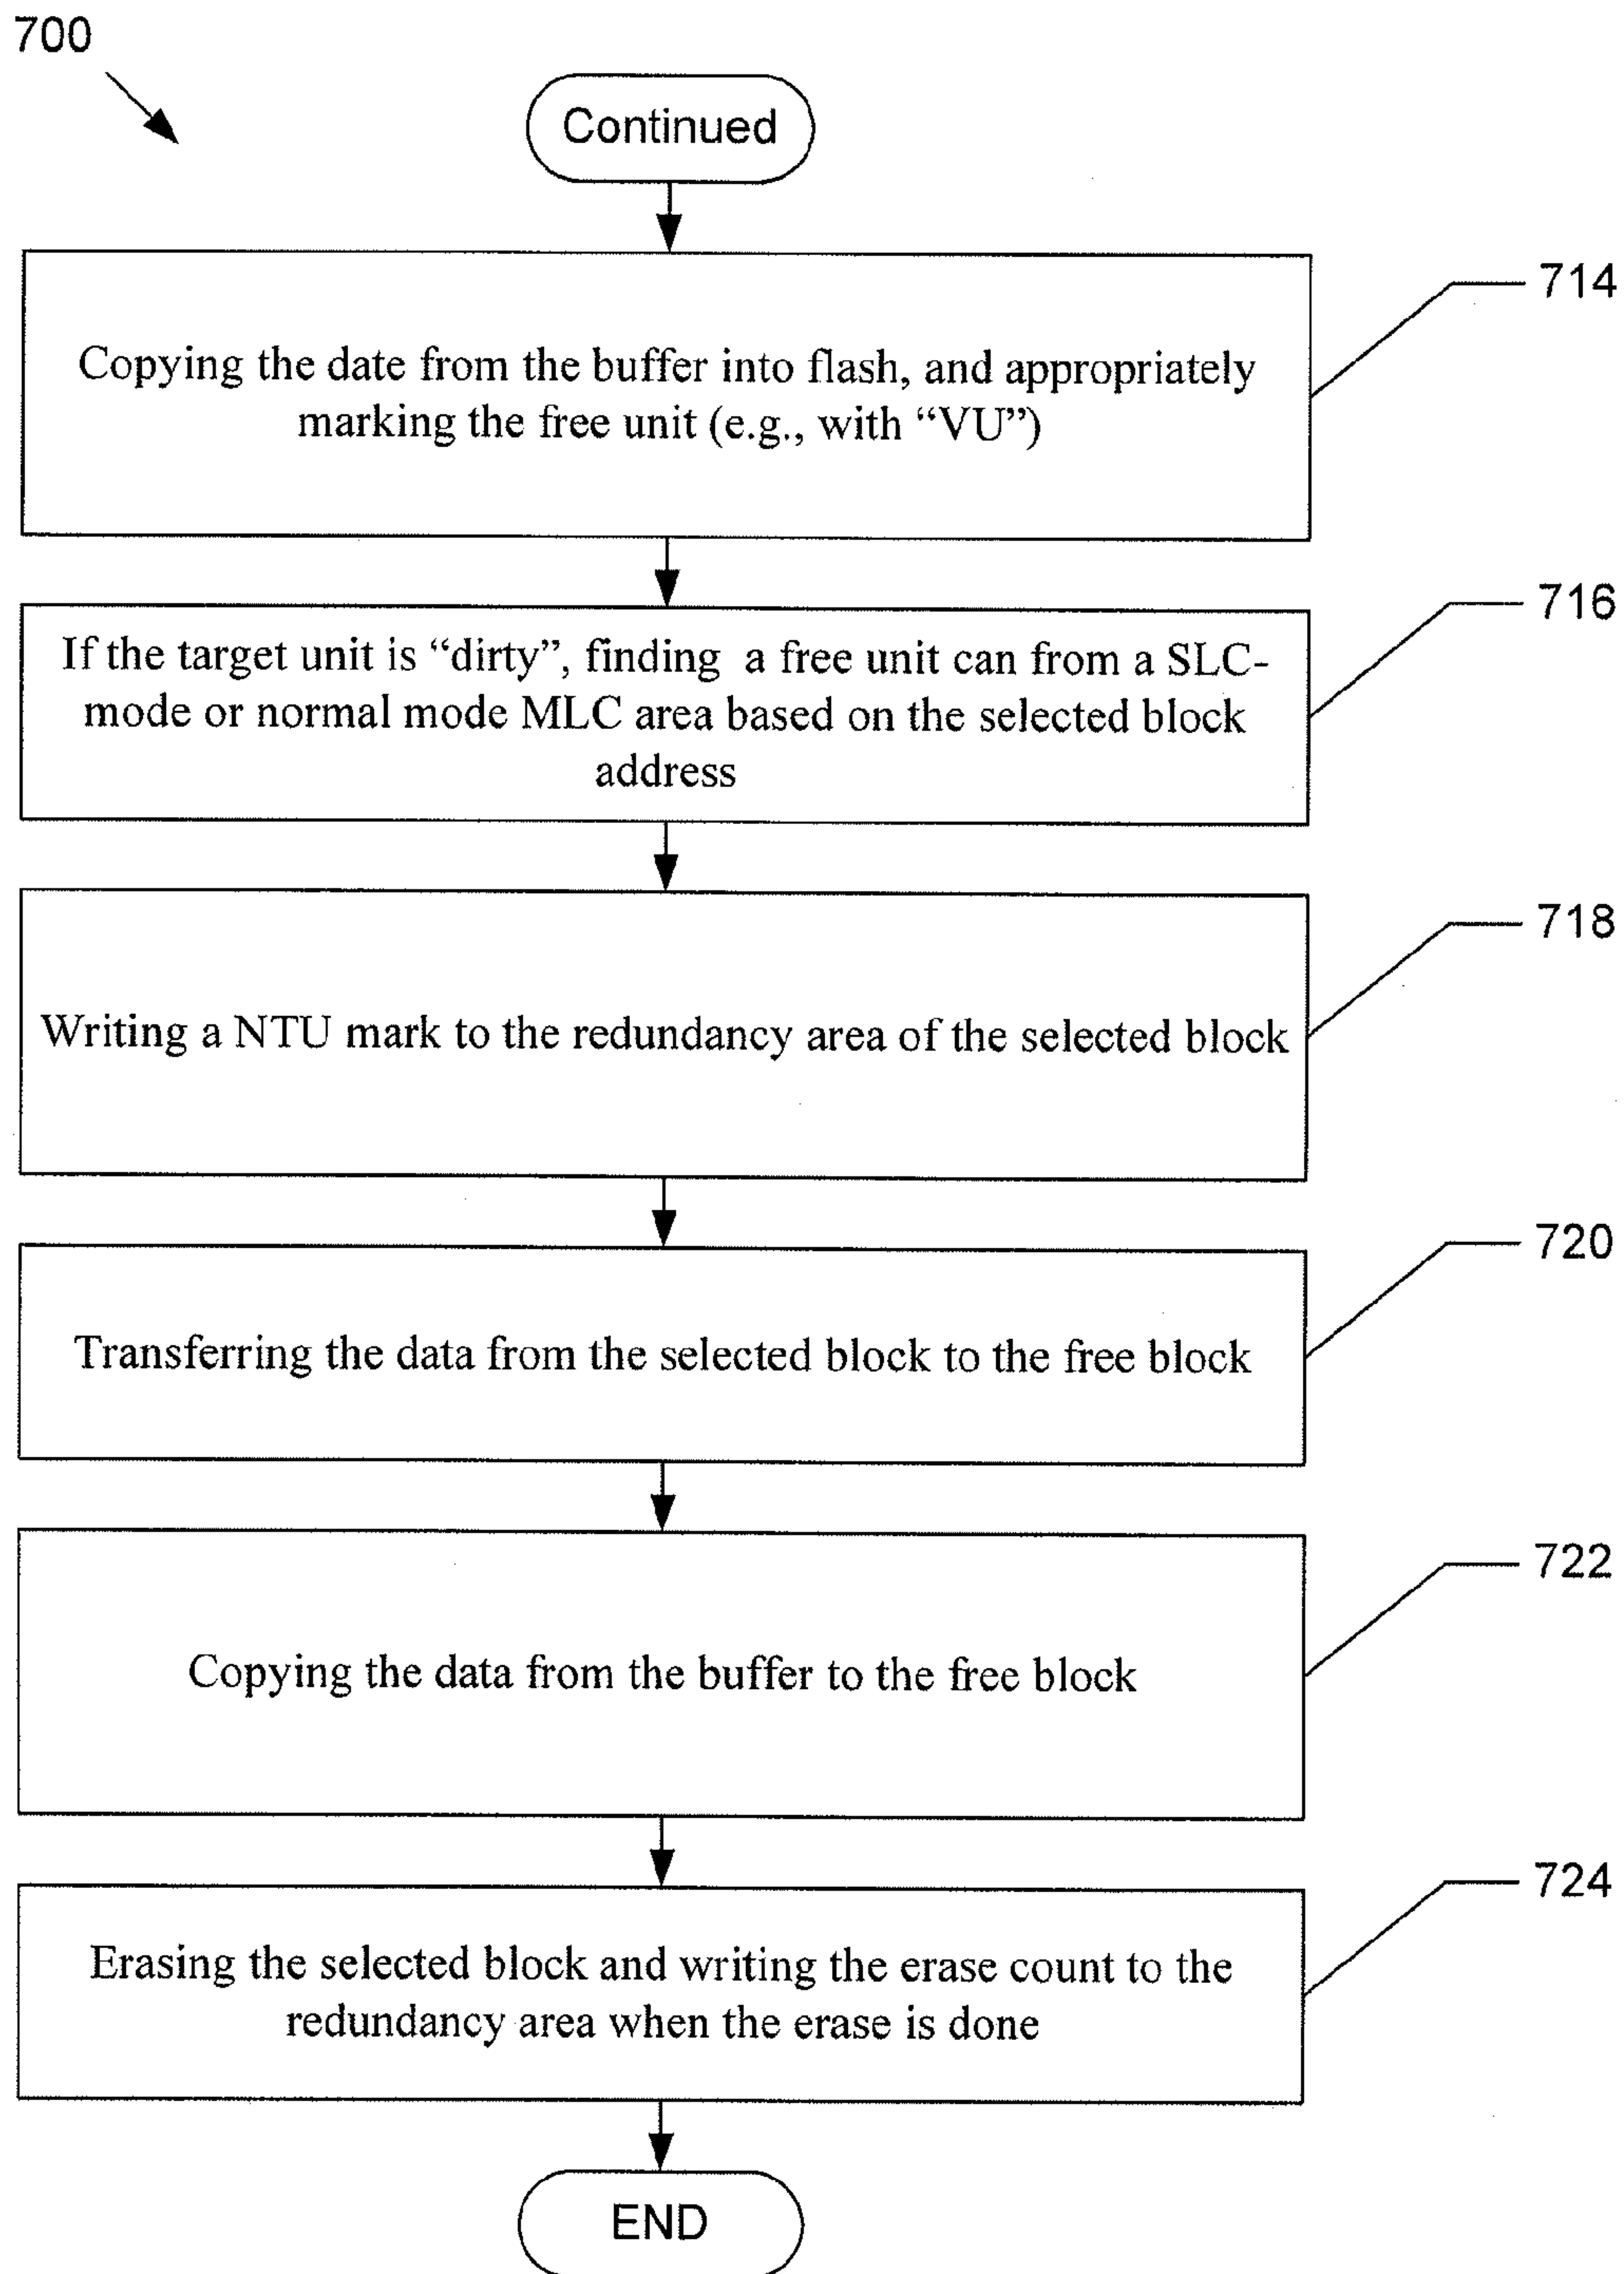 700
Continued
714
Copying the date from the buffer into flash, and appropriately
marking the free unit (e.g., with “VU”)
716
If the target unit is “dirty”, finding a free unit can from a SLC-
mode or normal mode MLC area based on the selected block
address
718
Writing a NTU mark to the redundancy area of the selected block
720
Transferring the data from the selected block to the free block
722
Copying the data from the buffer to the free block
724
Erasing the selected block and writing the erase count to the
redundancy area when the erase is done
END